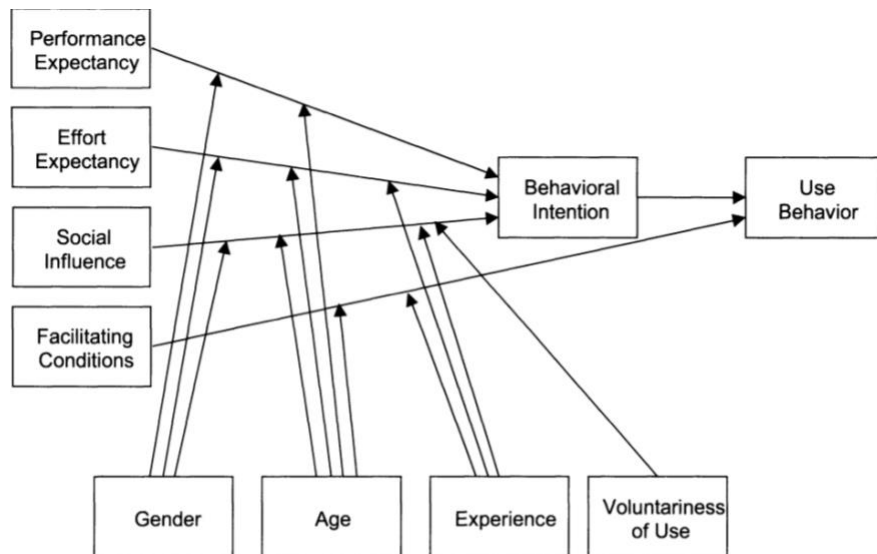 Performance
Expectancy
Effort
Expectancy
Social
Influence
Facilitating
Conditions
Behavioral
Intention
Use
Behavior
Gender
Age
Experience
Voluntariness
of Use